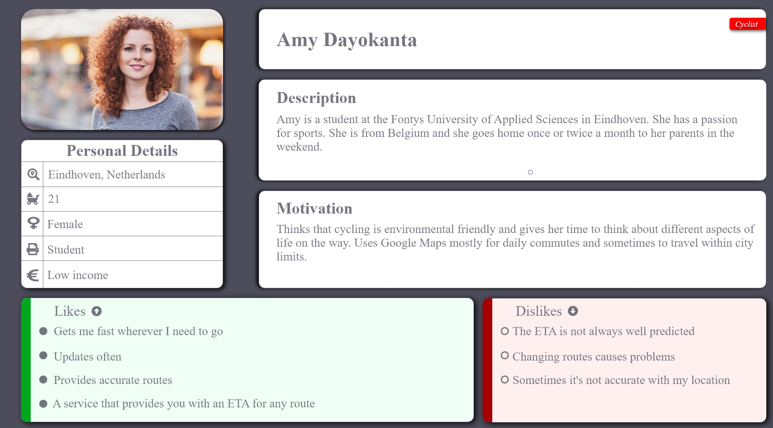 Amy Dayokanta
Cyclist
Description
Amy is a student at the Fontys University of Applied Sciences in Eindhoven. She has a passion
for sports. She is from Belgium and she goes home once or twice a month to her parents in the
weekend.
Personal Details
Eindhoven, Netherlands
21
Female
Student
Low income
Motivation
Thinks that cycling is environmental friendly and gives her time to think about different aspects of
life on the way. Uses Google Maps mostly for daily commutes and sometimes to travel within city
limits.
Likes
Gets me fast wherever I need to go
Updates often
Provides accurate routes
A service that provides you with an ETA for any route
Dislikes
The ETA is not always well predicted
Changing routes causes problems
Sometimes it's not accurate with my location